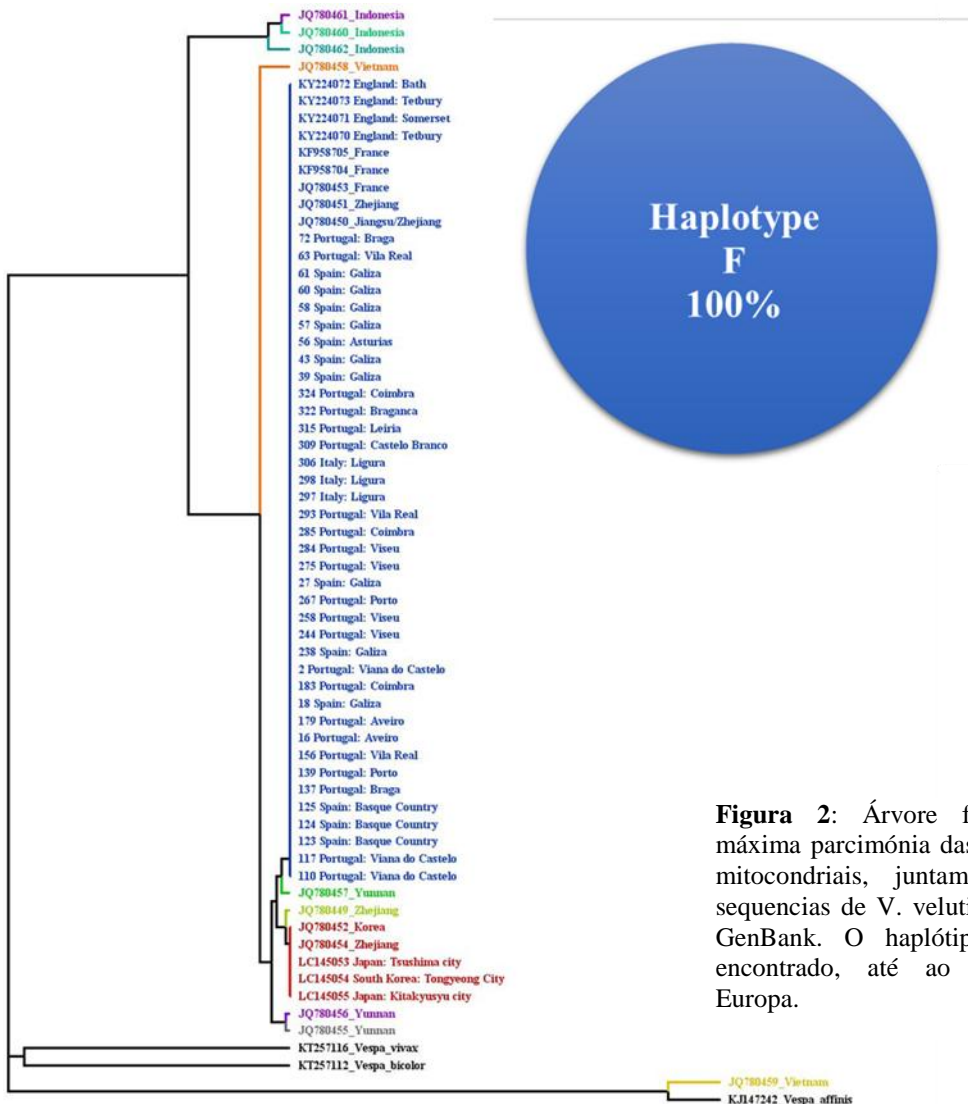 JQ780461_Indonesia
JQ780460_Indonesia
JQ780462_Indonesia
JQ780458_Vietnam
KY224072 England: Bath
KY224073 England: Tetbury
KY224071 England: Somerset
KY224070 England: Tetbury
KF958705_France
KF958704_France
JQ780453_France
JQ780451_Zhejiang
JQ780450_Jiangsu/Zhejiang
72 Portugal: Braga
63 Portugal: Vila Real
61 Spain: Galiza
60 Spain: Galiza
58 Spain: Galiza
57 Spain: Galiza
56 Spain: Asturias
43 Spain: Galiza
39 Spain: Galiza
324 Portugal: Coimbra
322 Portugal: Braganca
315 Portugal: Leiria
309 Portugal: Castelo Branco
306 Italy: Ligura
298 Italy: Ligura
297 Italy: Ligura
293 Portugal: Vila Real
285 Portugal: Coimbra
284 Portugal: Viseu
275 Portugal: Viseu
27 Spain: Galiza
267 Portugal: Porto
258 Portugal: Viseu
244 Portugal: Viseu
238 Spain: Galiza
2 Portugal: Viana do Castelo
183 Portugal: Coimbra
18 Spain: Galiza
179 Portugal: Aveiro
16 Portugal: Aveiro
156 Portugal: Vila Real
139 Portugal: Porto
137 Portugal: Braga
125 Spain: Basque Country
124 Spain: Basque Country
123 Spain: Basque Country
117 Portugal: Viana do Castelo
110 Portugal: Viana do Castelo
JQ780457_Yunnan
JQ780449_Zhejiang
JQ780452_Korea
JQ780454_Zhejiang
LC145053 Japan: Tsushima city
LC145054 South Korea: Tongyeong City
LC145055 Japan: Kitakyusyu city
JQ780456_Yunnan
JQ780455_Yunnan
KT257116_Vespa_vivax
KT257112_Vespa_bicolor
JQ780459_Vietnam
KJ147242_Vespa_affinis
Haplotype
F
100%
Figura 2: Árvore f
máxima parcimónia das
mitocondriais, juntam
sequencias de V. veluti
GenBank. O haplótip
encontrado, até ao
Europa.